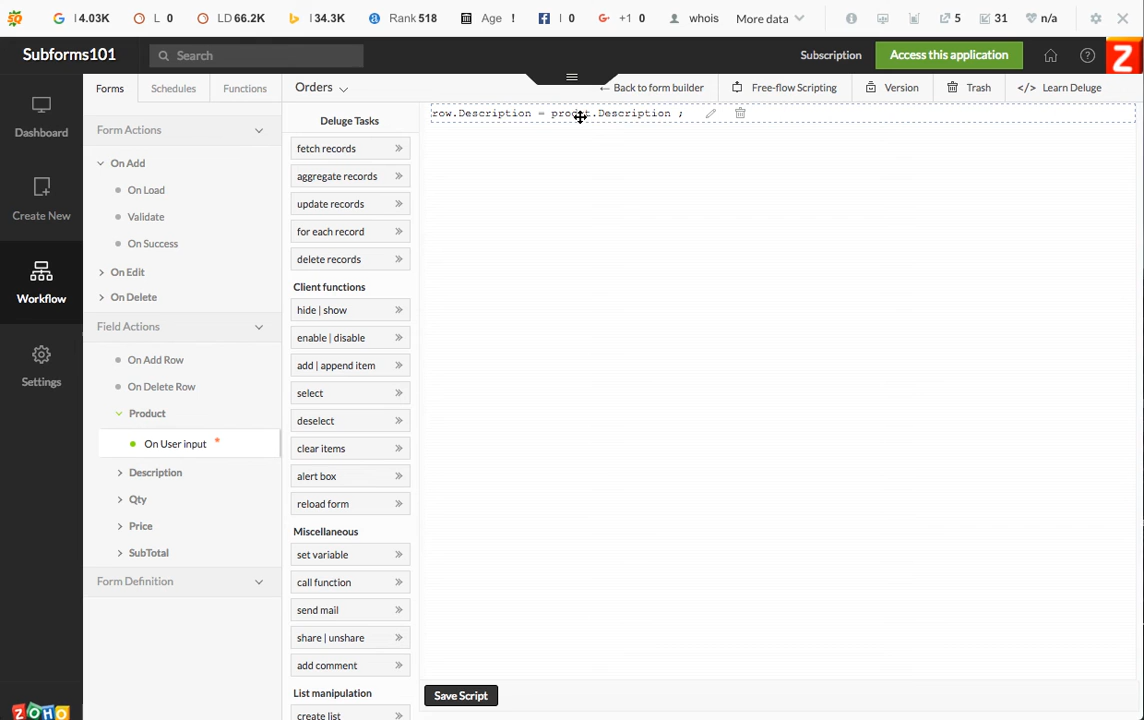 4.03K L 0 LD 66.2K I 34.3K Rank 518 Age ! I 0 +1 0 whois More data 5 31 n/a
Subforms101 Search Subscription Access this application
Forms Schedules Functions Orders ← Back to form builder Free-flow Scripting Version Trash </> Learn Deluge
Dashboard
Create New
Workflow
Settings
ZOHO
Form Actions
On Add
On Load
Validate
On Success
On Edit
On Delete
Field Actions
On Add Row
On Delete Row
Product
On User input *
Description
Qty
Price
SubTotal
Form Definition
Deluge Tasks
fetch records
aggregate records
update records
for each record
delete records
Client functions
hide | show
enable | disable
add | append item
select
deselect
clear items
alert box
reload form
Miscellaneous
set variable
call function
send mail
share | unshare
add comment
List manipulation
create list
row.Description = .Description ;
Save Script